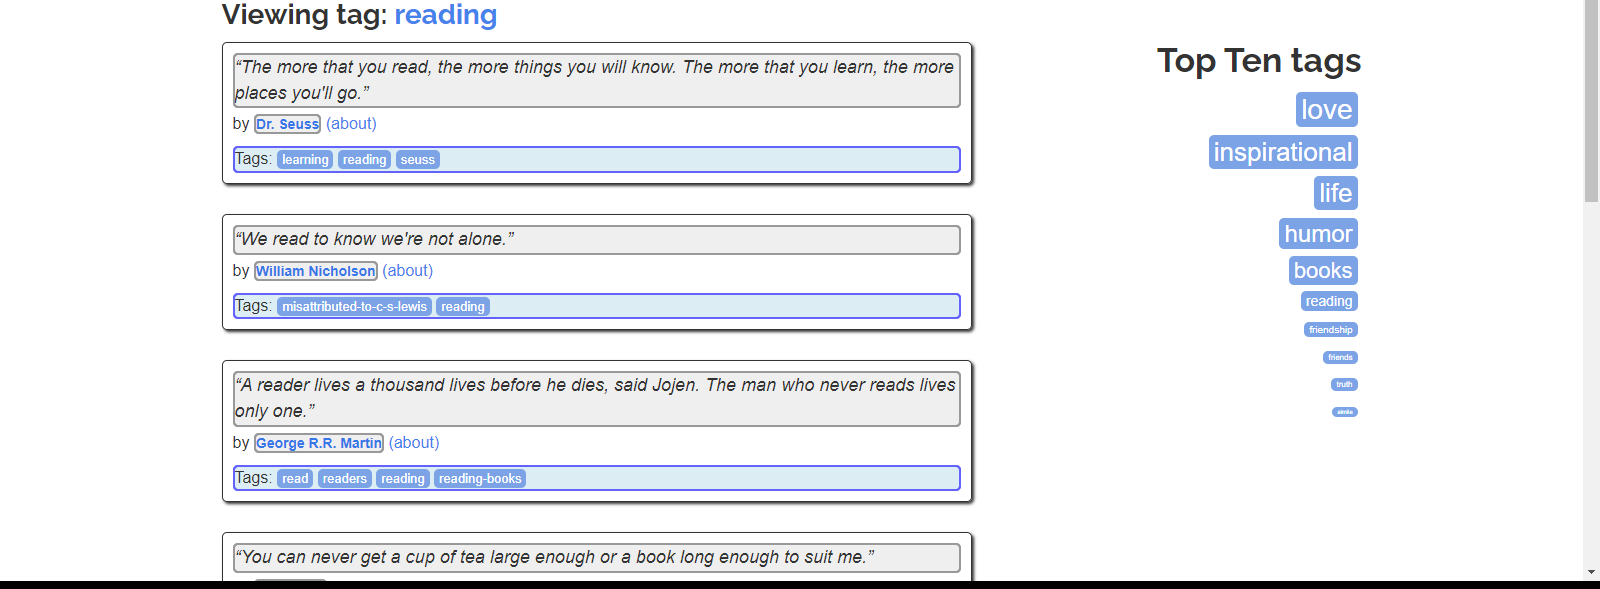 Viewing tag: reading
“The more that you read, the more things you will know. The more that you learn, the more
places you'll go.”
by Dr. Seuss (about)
Tags: learning reading seuss
“We read to know we're not alone.”
by William Nicholson (about)
Tags: misattributed-to-c-s-lewis reading
“A reader lives a thousand lives before he dies, said Jojen. The man who never reads lives
only one.”
by George R.R. Martin (about)
Tags: read readers reading reading-books
“You can never get a cup of tea large enough or a book long enough to suit me.”
Top Ten tags
love
inspirational
life
humor
books
reading
friendship
friends
truth
simile